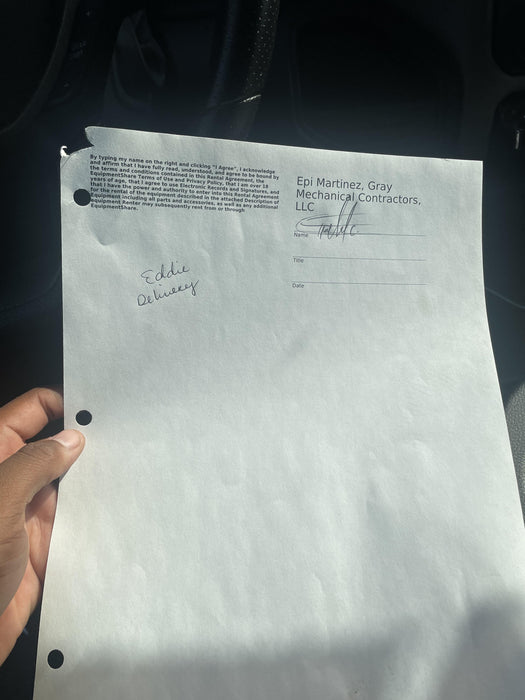 By typing my name on the right and clicking "I Agree", I acknowledge
and affirm that I have fully read, understood, and agree to be bound by
the terms and conditions contained in this Rental Agreement, the
EquipmentShare Terms of Use and Privacy Policy, that I am over 18
years of age, that I agree to use Electronic Records and Signatures, and
that I have the power and authority to enter into this Rental Agreement
for the rental of the equipment described in the attached Description of
Equipment including all parts and accessories, as well as any additional
equipment Renter may subsequently rent from or through
EquipmentShare.
Epi Martinez, Gray
Mechanical Contractors,
LLC
Name
Title
Date
Eddie
Delivery